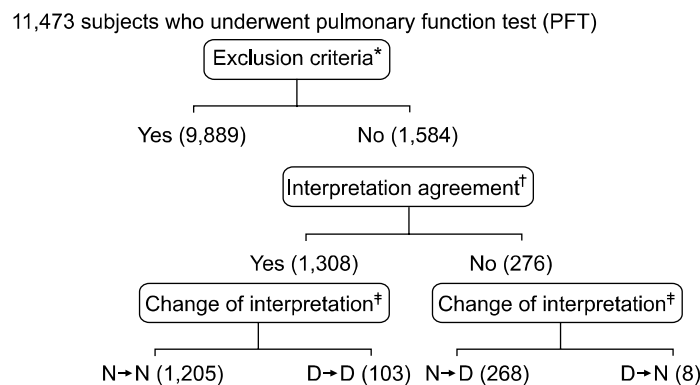 11,473 subjects who underwent pulmonary function test (PFT)
Exclusion criteria*
Yes (9,889) No (1,584)
Interpretation agreement†
Yes (1,308) No (276)
Change of interpretation‡ Change of interpretation‡
N→N (1,205) D→D (103) N→D (268) D→N (8)